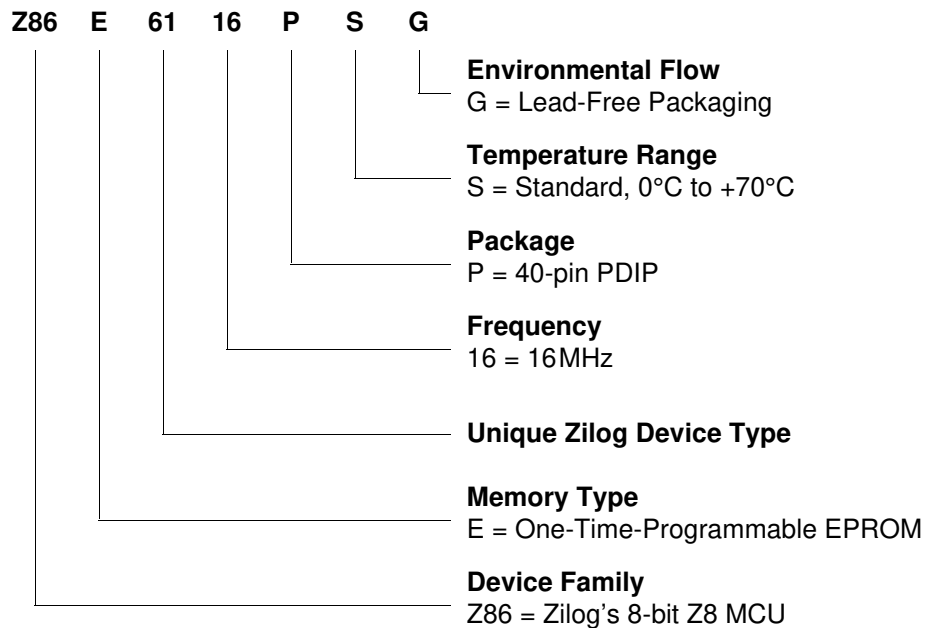 Z86 E 61 16 P S G
Environmental Flow
G = Lead-Free Packaging
Temperature Range
S = Standard, 0°C to +70°C
Package
P = 40-pin PDIP
Frequency
16 = 16MHz
Unique Zilog Device Type
Memory Type
E = One-Time-Programmable EPROM
Device Family
Z86 = Zilog's 8-bit Z8 MCU